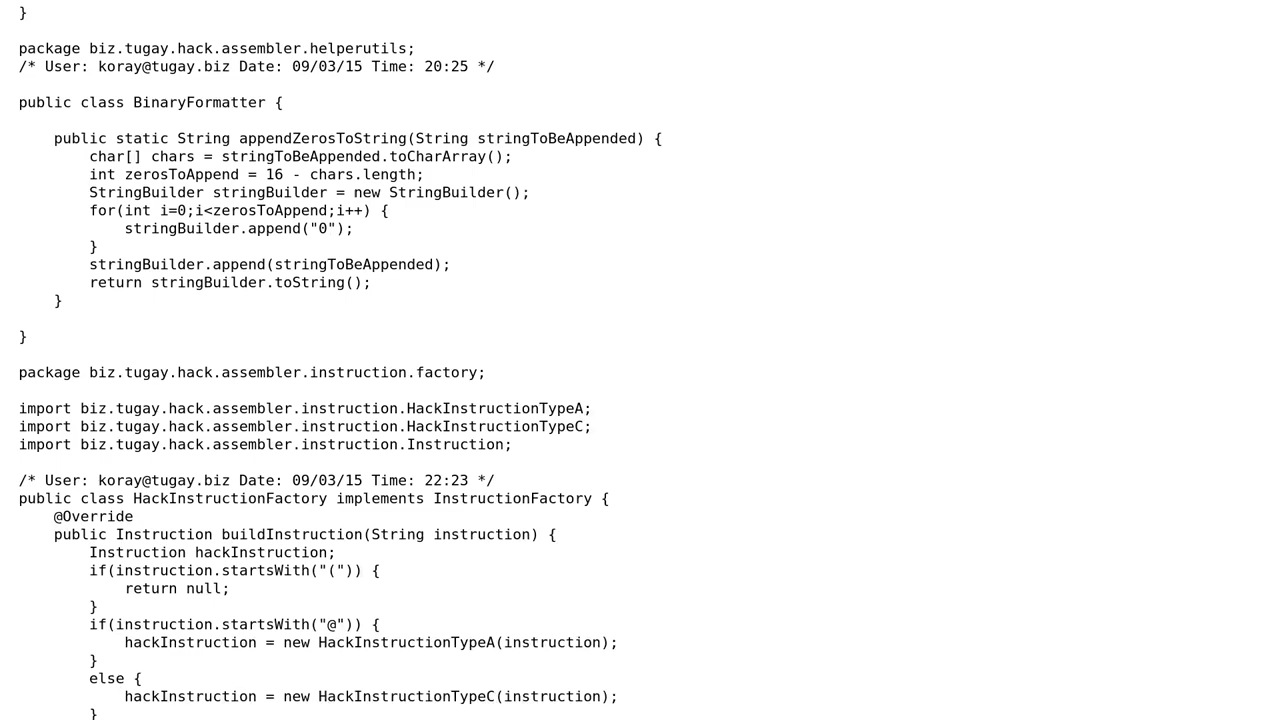 }
package biz.tugay.hack.assembler.helperutils;
/* User: koray@tugay.biz Date: 09/03/15 Time: 20:25 */
public class BinaryFormatter {
    public static String appendZerosToString(String stringToBeAppended) {
        char[] chars = stringToBeAppended.toCharArray();
        int zerosToAppend = 16 - chars.length;
        StringBuilder stringBuilder = new StringBuilder();
        for(int i=0;i<zerosToAppend;i++) {
            stringBuilder.append("0");
        }
        stringBuilder.append(stringToBeAppended);
        return stringBuilder.toString();
    }
}
package biz.tugay.hack.assembler.instruction.factory;
import biz.tugay.hack.assembler.instruction.HackInstructionTypeA;
import biz.tugay.hack.assembler.instruction.HackInstructionTypeC;
import biz.tugay.hack.assembler.instruction.Instruction;
/* User: koray@tugay.biz Date: 09/03/15 Time: 22:23 */
public class HackInstructionFactory implements InstructionFactory {
    @Override
    public Instruction buildInstruction(String instruction) {
        Instruction hackInstruction;
        if(instruction.startsWith("(")) {
            return null;
        }
        if(instruction.startsWith("@")) {
            hackInstruction = new HackInstructionTypeA(instruction);
        }
        else {
            hackInstruction = new HackInstructionTypeC(instruction);
        }